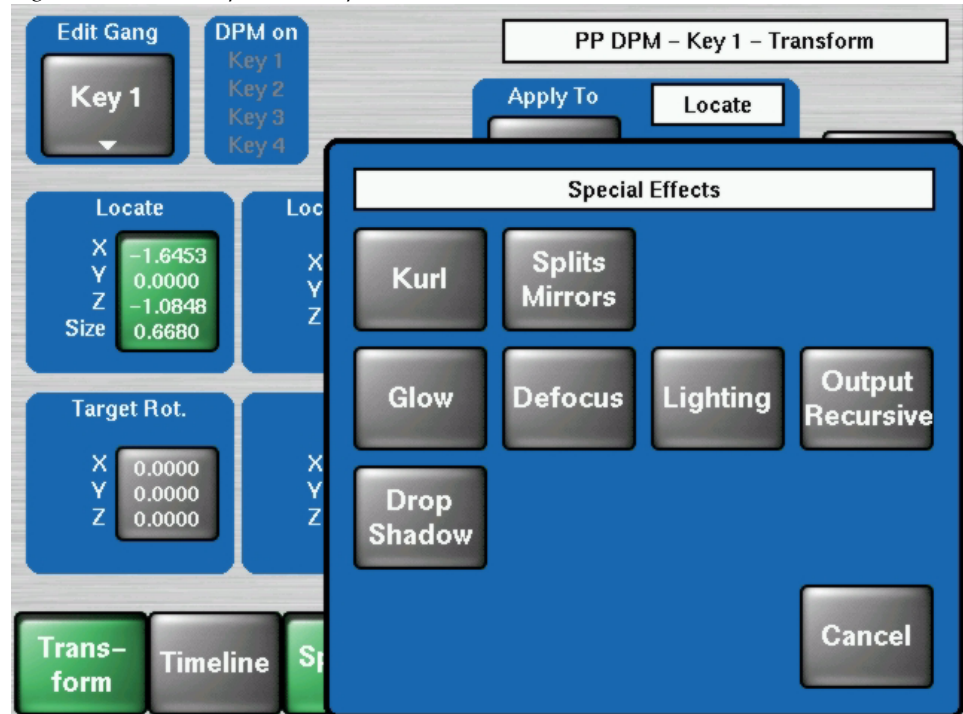 Edit Gang
Key 1
DPM on
Key 1
Key 2
Key 3
Key 4
PP DPM – Key 1 – Transform
Apply To
Locate
Locate
X −1.6453
Y 0.0000
Z −1.0848
Size 0.6680
Loc
X
Y
Z
Target Rot.
X 0.0000
Y 0.0000
Z 0.0000
X
Y
Z
Special Effects
Kurl
Splits
Mirrors
Glow
Defocus
Lighting
Output
Recursive
Drop
Shadow
Cancel
Trans–
form
Timeline